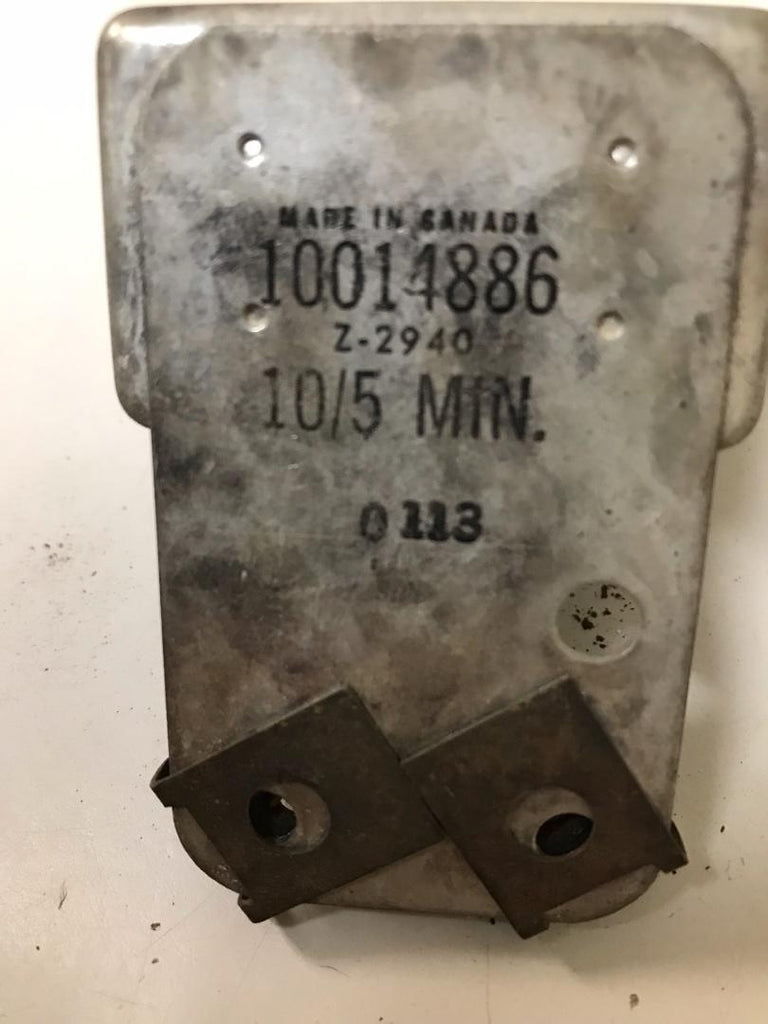 MADE IN CANADA
10014886
Z-2940
10/5 MIN.
0113